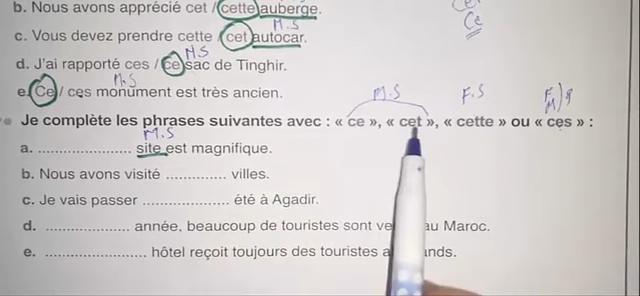 b. Nous avons apprécié cet / cette auberge. Ce
M.S Ce
c. Vous devez prendre cette / cet autocar.
M.S
d. J'ai rapporté ces / ce sac de Tinghir.
M.S
e. Ce / ces monument est très ancien.
M.S F.S F/M P
Je complète les phrases suivantes avec : « ce », « cet », « cette » ou « ces » :
M.S
a. ..................... site est magnifique.
b. Nous avons visité .............. villes.
c. Je vais passer .................... été à Agadir.
d. ......................... année, beaucoup de touristes sont au Maroc.
e. ....................... hôtel reçoit toujours des touristes